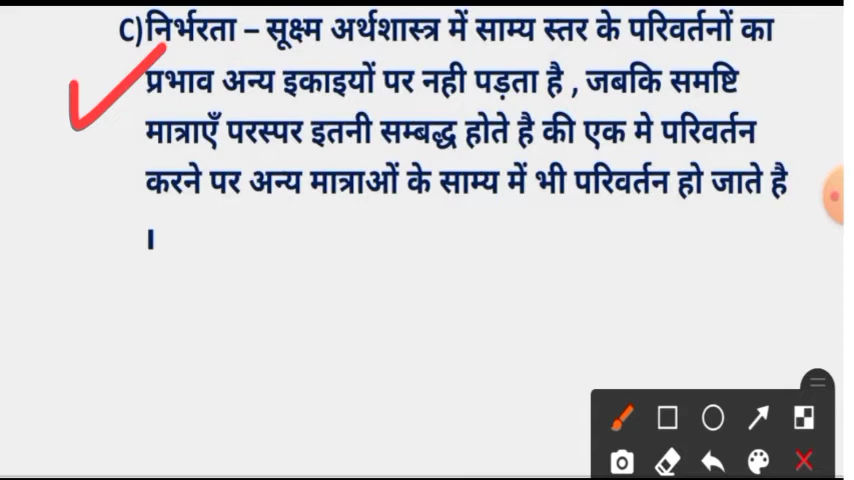 C)निर्भरता – सूक्ष्म अर्थशास्त्र में साम्य स्तर के परिवर्तनों का
प्रभाव अन्य इकाइयों पर नही पड़ता है , जबकि समष्टि
मात्राएँ परस्पर इतनी सम्बद्ध होते है की एक मे परिवर्तन
करने पर अन्य मात्राओं के साम्य में भी परिवर्तन हो जाते है
।